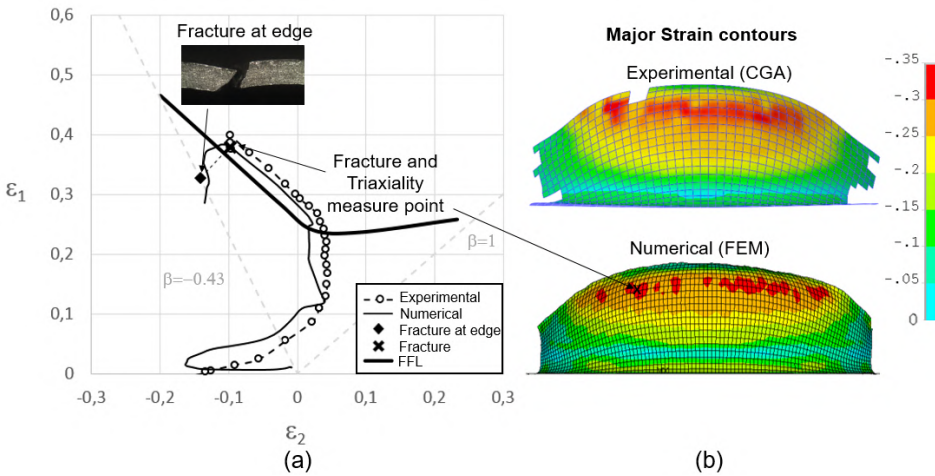 0,6
0,5
0,4
0,3
0,2
0,1
0
ε1
Fracture at edge
Fracture and
Triaxiality
measure point
β=−0.43
β=1
Experimental
Numerical
Fracture at edge
Fracture
FFL
-0,3
-0,2
-0,1
0
0,1
0,2
0,3
ε2
(a)
Major Strain contours
Experimental (CGA)
Numerical (FEM)
-.35
-.3
-.25
-.2
-.15
-.1
-.05
0
(b)